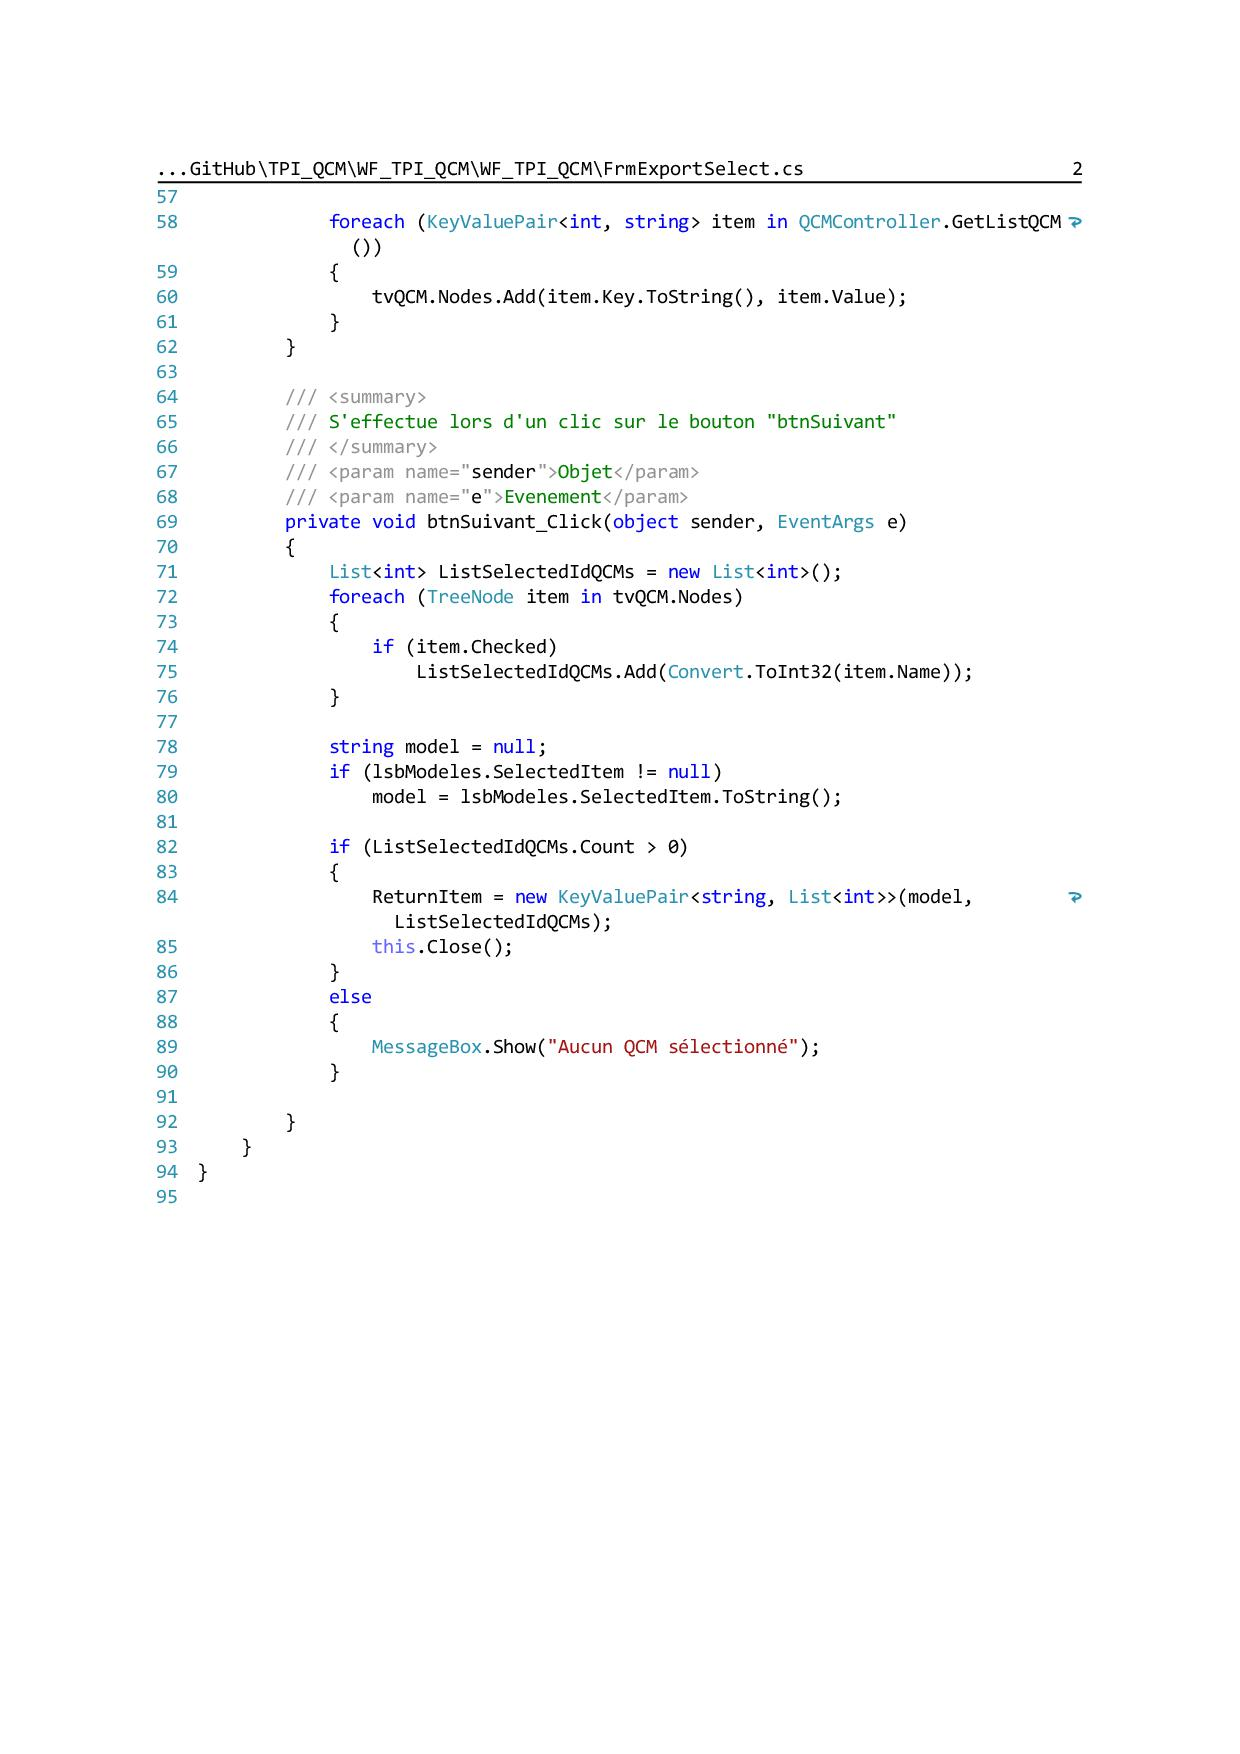 ...GitHub\TPI_QCM\WF_TPI_QCM\WF_TPI_QCM\FrmExportSelect.cs 2
57
58 foreach (KeyValuePair<int, string> item in QCMController.GetListQCM
())
59 {
60 tvQCM.Nodes.Add(item.Key.ToString(), item.Value);
61 }
62 }
63
64 /// <summary>
65 /// S'effectue lors d'un clic sur le bouton "btnSuivant"
66 /// </summary>
67 /// <param name="sender">Objet</param>
68 /// <param name="e">Evenement</param>
69 private void btnSuivant_Click(object sender, EventArgs e)
70 {
71 List<int> ListSelectedIdQCMs = new List<int>();
72 foreach (TreeNode item in tvQCM.Nodes)
73 {
74 if (item.Checked)
75 ListSelectedIdQCMs.Add(Convert.ToInt32(item.Name));
76 }
77
78 string model = null;
79 if (lsbModeles.SelectedItem != null)
80 model = lsbModeles.SelectedItem.ToString();
81
82 if (ListSelectedIdQCMs.Count > 0)
83 {
84 ReturnItem = new KeyValuePair<string, List<int>>(model,
ListSelectedIdQCMs);
85 this.Close();
86 }
87 else
88 {
89 MessageBox.Show("Aucun QCM sélectionné");
90 }
91
92 }
93 }
94 }
95